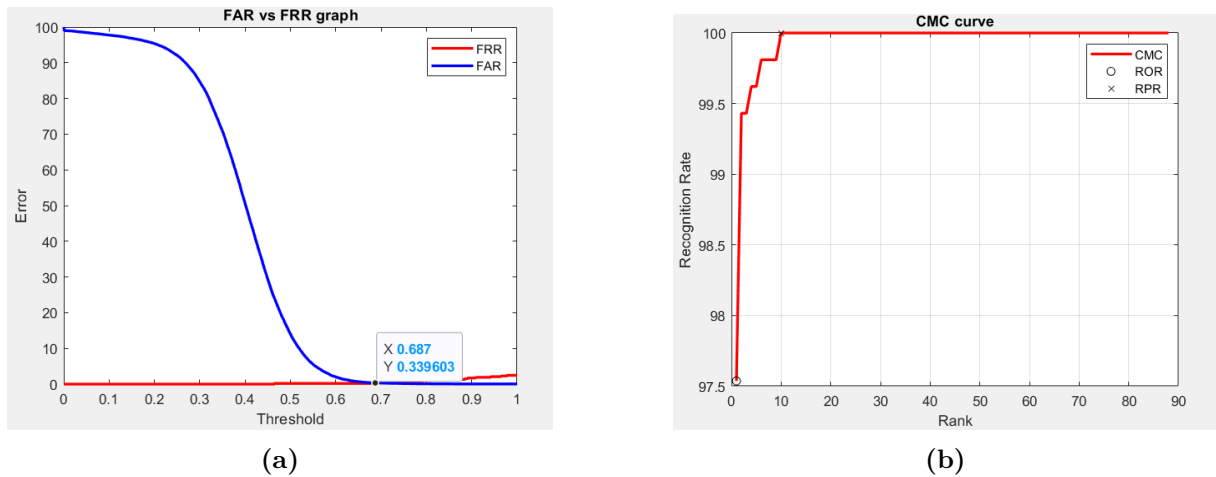 FAR vs FRR graph
Error
100
90
80
70
60
50
40
30
20
10
0
FRR
FAR
X 0.687
Y 0.339603
0 0.1 0.2 0.3 0.4 0.5 0.6 0.7 0.8 0.9 1
Threshold
(a)
CMC curve
Recognition Rate
100
99.5
99
98.5
98
97.5
CMC
ROR
RPR
0 10 20 30 40 50 60 70 80 90
Rank
(b)